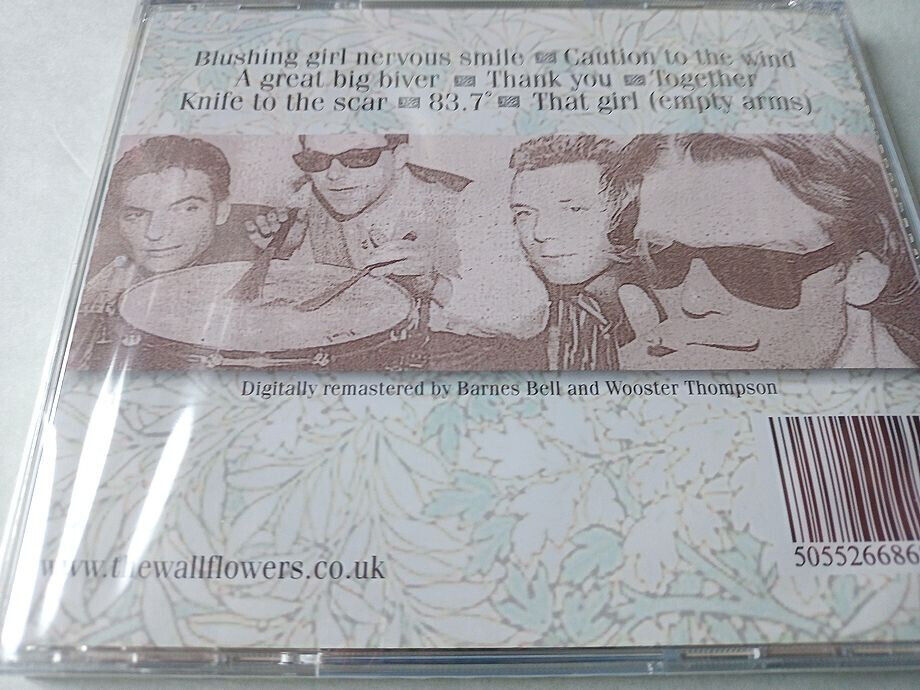 Blushing girl nervous smile Caution to the wind
A great big biver Thank you Together
Knife to the scar 83.7° That girl (empty arms)
Digitally remastered by Barnes Bell and Wooster Thompson
www.thewallflowers.co.uk
505526686